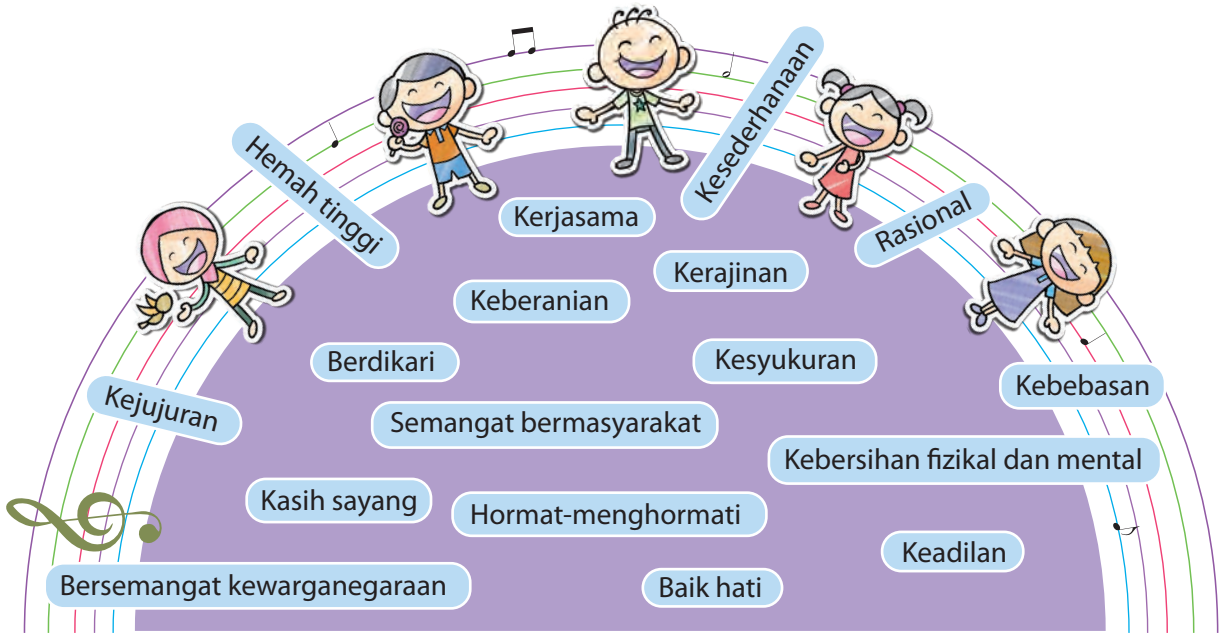 Hemah tinggi
Kesederhanaan
Kerjasama
Rasional
Kerajinan
Keberanian
Berdikari
Kesyukuran
Kebebasan
Kejujuran
Semangat bermasyarakat
Kebersihan fizikal dan mental
Kasih sayang
Hormat-menghormati
Keadilan
Bersemangat kewarganegaraan
Baik hati